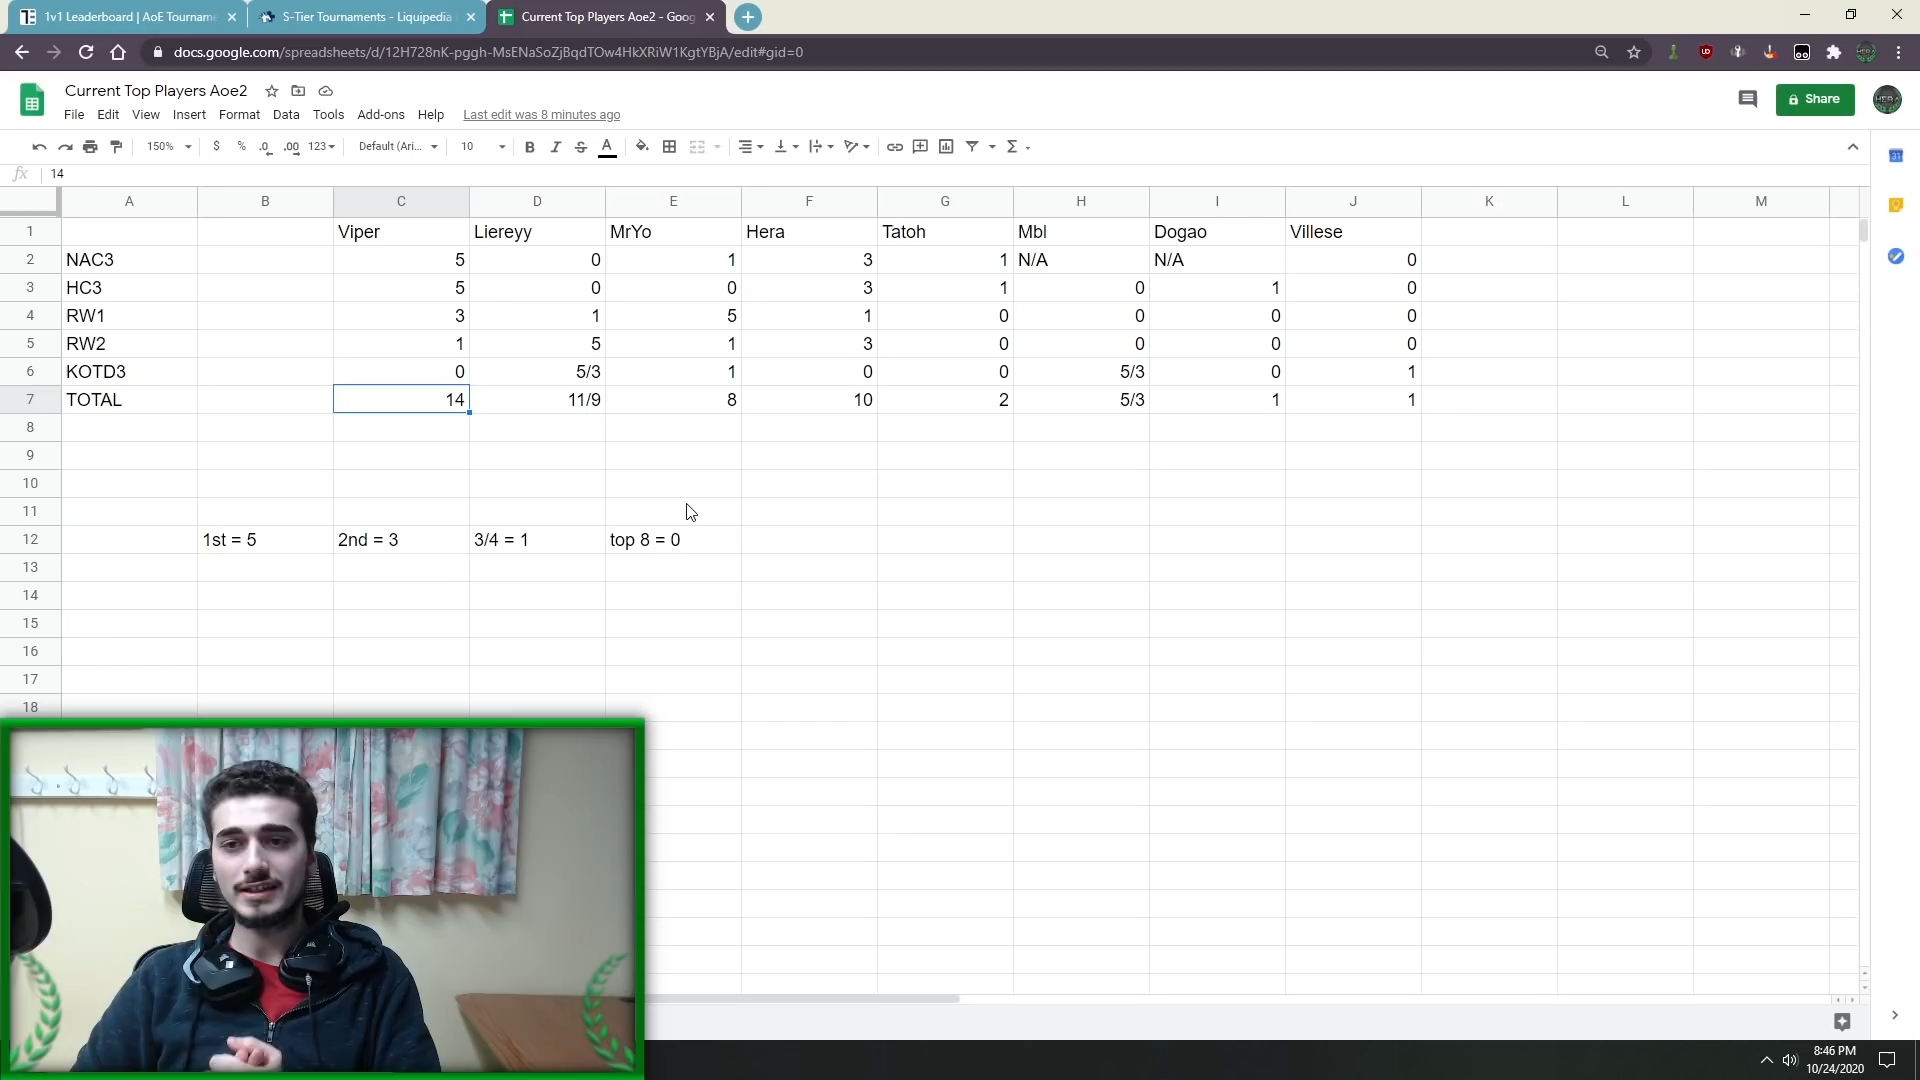 1v1 Leaderboard | AoE Tourname
S-Tier Tournaments - Liquipedia
Current Top Players Aoe2 - Goog
docs.google.com/spreadsheets/d/12H728nK-pggh-MsENaSoZjBqdTOw4HkXRiW1KgtYBjA/edit#gid=0
Current Top Players Aoe2
Share
File Edit View Insert Format Data Tools Add-ons Help Last edit was 8 minutes ago
150% $ % .0 .00 123 Default (Ari... 10 B I S A Σ
fx 14
A B C D E F G H I J K L M
1 Viper Liereyy MrYo Hera Tatoh Mbl Dogao Villese
2 NAC3 5 0 1 3 1 N/A N/A 0
3 HC3 5 0 0 3 1 0 1 0
4 RW1 3 1 5 1 0 0 0 0
5 RW2 1 5 1 3 0 0 0 0
6 KOTD3 0 5/3 1 0 0 5/3 0 1
7 TOTAL 14 11/9 8 10 2 5/3 1 1
8
9
10
11
12 1st = 5 2nd = 3 3/4 = 1 top 8 = 0
13
14
15
16
17
18
8:46 PM
10/24/2020